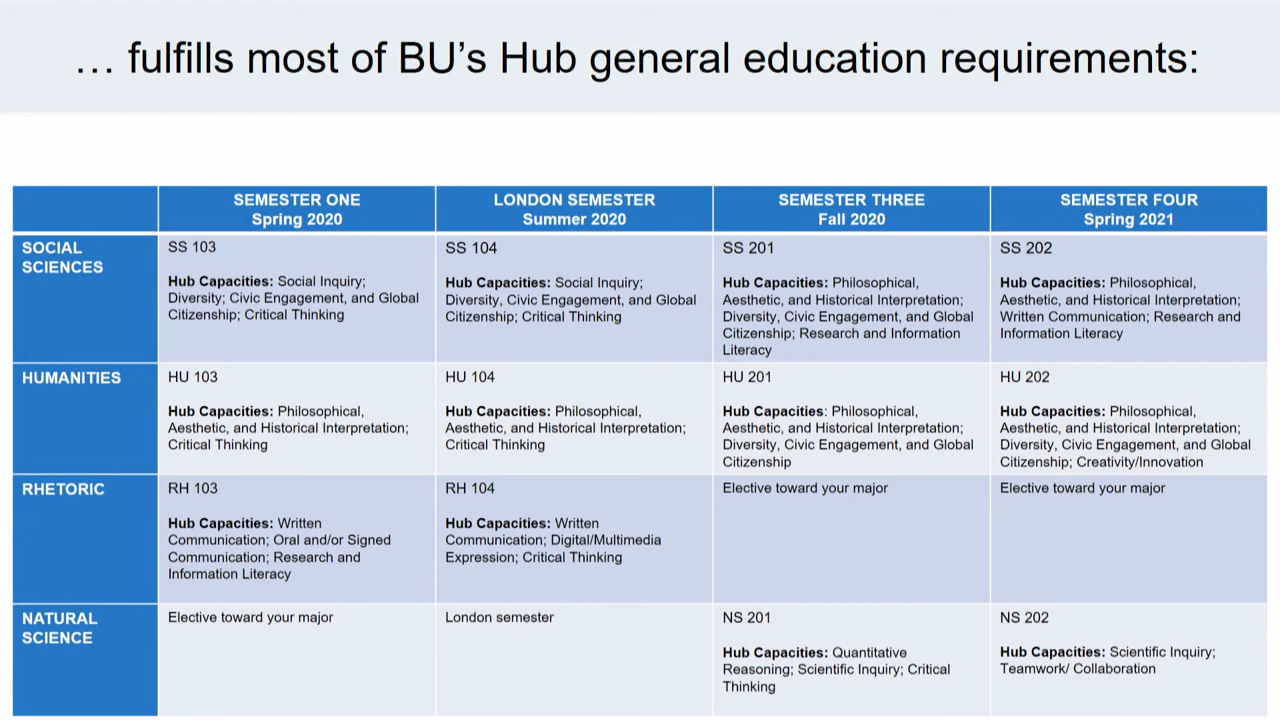 … fulfills most of BU’s Hub general education requirements:
SEMESTER ONE
Spring 2020
LONDON SEMESTER
Summer 2020
SEMESTER THREE
Fall 2020
SEMESTER FOUR
Spring 2021
SOCIAL
SCIENCES
SS 103
Hub Capacities: Social Inquiry;
Diversity; Civic Engagement, and Global
Citizenship; Critical Thinking
SS 104
Hub Capacities: Social Inquiry;
Diversity, Civic Engagement, and Global
Citizenship; Critical Thinking
SS 201
Hub Capacities: Philosophical,
Aesthetic, and Historical Interpretation;
Diversity, Civic Engagement, and Global
Citizenship; Research and Information
Literacy
SS 202
Hub Capacities: Philosophical,
Aesthetic, and Historical Interpretation;
Written Communication; Research and
Information Literacy
HUMANITIES
HU 103
Hub Capacities: Philosophical,
Aesthetic, and Historical Interpretation;
Critical Thinking
HU 104
Hub Capacities: Philosophical,
Aesthetic, and Historical Interpretation;
Critical Thinking
HU 201
Hub Capacities: Philosophical,
Aesthetic, and Historical Interpretation;
Diversity, Civic Engagement, and Global
Citizenship
HU 202
Hub Capacities: Philosophical,
Aesthetic, and Historical Interpretation;
Diversity, Civic Engagement, and Global
Citizenship; Creativity/Innovation
RHETORIC
RH 103
Hub Capacities: Written
Communication; Oral and/or Signed
Communication; Research and
Information Literacy
RH 104
Hub Capacities: Written
Communication; Digital/Multimedia
Expression; Critical Thinking
Elective toward your major
Elective toward your major
NATURAL
SCIENCE
Elective toward your major
London semester
NS 201
Hub Capacities: Quantitative
Reasoning; Scientific Inquiry; Critical
Thinking
NS 202
Hub Capacities: Scientific Inquiry;
Teamwork/ Collaboration